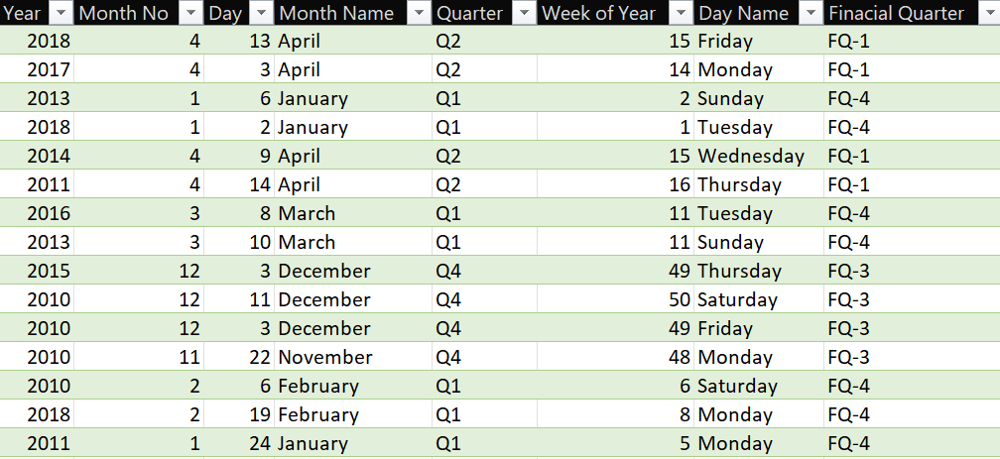 Year Month No Day Month Name Quarter Week of Year Day Name Finacial Quarter
2018 4 13 April Q2 15 Friday FQ-1
2017 4 3 April Q2 14 Monday FQ-1
2013 1 6 January Q1 2 Sunday FQ-4
2018 1 2 January Q1 1 Tuesday FQ-4
2014 4 9 April Q2 15 Wednesday FQ-1
2011 4 14 April Q2 16 Thursday FQ-1
2016 3 8 March Q1 11 Tuesday FQ-4
2013 3 10 March Q1 11 Sunday FQ-4
2015 12 3 December Q4 49 Thursday FQ-3
2010 12 11 December Q4 50 Saturday FQ-3
2010 12 3 December Q4 49 Friday FQ-3
2010 11 22 November Q4 48 Monday FQ-3
2010 2 6 February Q1 6 Saturday FQ-4
2018 2 19 February Q1 8 Monday FQ-4
2011 1 24 January Q1 5 Monday FQ-4